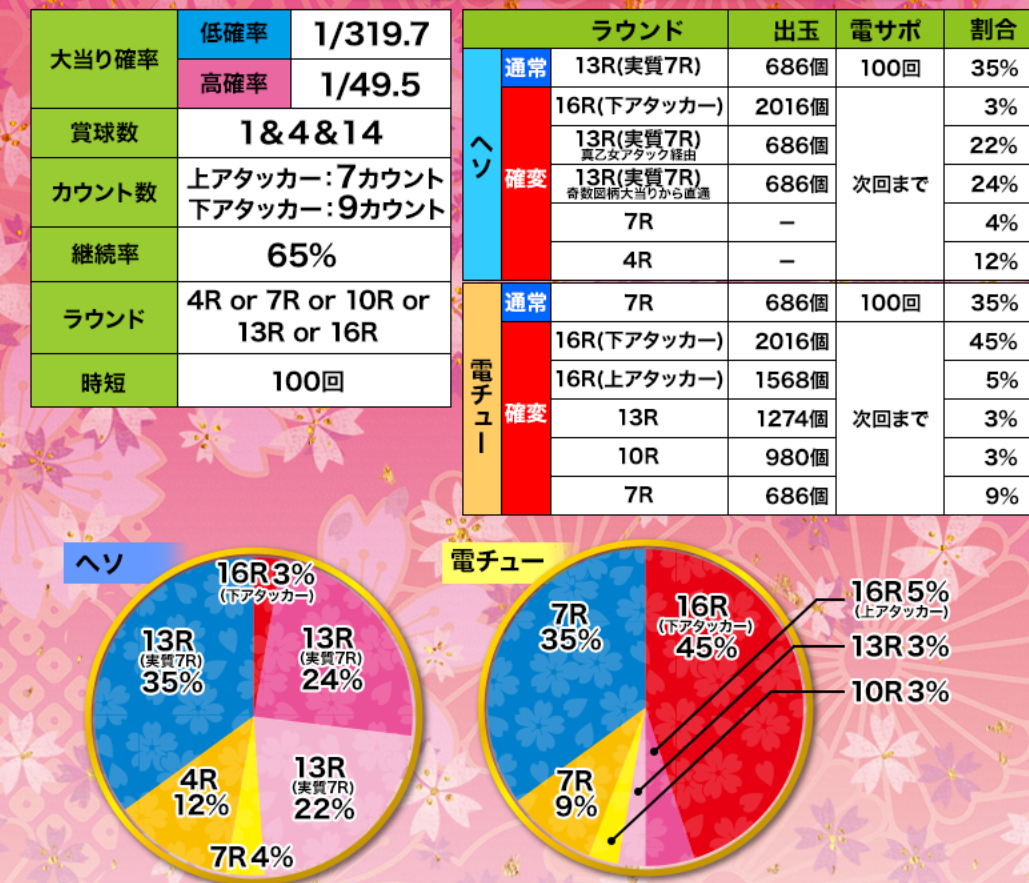 大当り確率
低確率 1/319.7
高確率 1/49.5
賞球数 1&4&14
カウント数
上アタッカー:7カウント
下アタッカー:9カウント
継続率 65%
ラウンド
4R or 7R or 10R or
13R or 16R
時短 100回
ラウンド 出玉 電サポ 割合
ヘソ
通常 13R(実質7R) 686個 100回 35%
確変
16R(下アタッカー) 2016個 3%
13R(実質7R) 686個 22%
真乙女アタック経由
13R(実質7R) 686個 次回まで 24%
奇数図柄大当りから直通
7R － 4%
4R － 12%
電チュー
通常 7R 686個 100回 35%
確変
16R(下アタッカー) 2016個 45%
16R(上アタッカー) 1568個 5%
13R 1274個 次回まで 3%
10R 980個 3%
7R 686個 9%
ヘソ
16R3%
(下アタッカー)
13R
(実質7R)
24%
13R
(実質7R)
22%
7R4%
4R
12%
13R
(実質7R)
35%
電チュー
16R
(下アタッカー)
45%
16R5%
(上アタッカー)
13R3%
10R3%
7R
9%
7R
35%